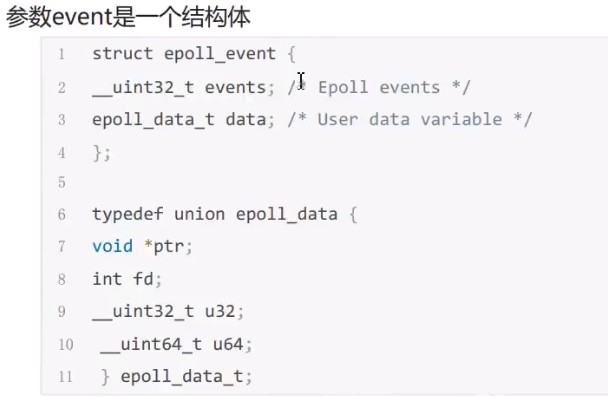 参数event是一个结构体
1 struct epoll_event {
2 __uint32_t events; /* Epoll events */
3 epoll_data_t data; /* User data variable */
4 };
5
6 typedef union epoll_data {
7 void *ptr;
8 int fd;
9 __uint32_t u32;
10 __uint64_t u64;
11 } epoll_data_t;